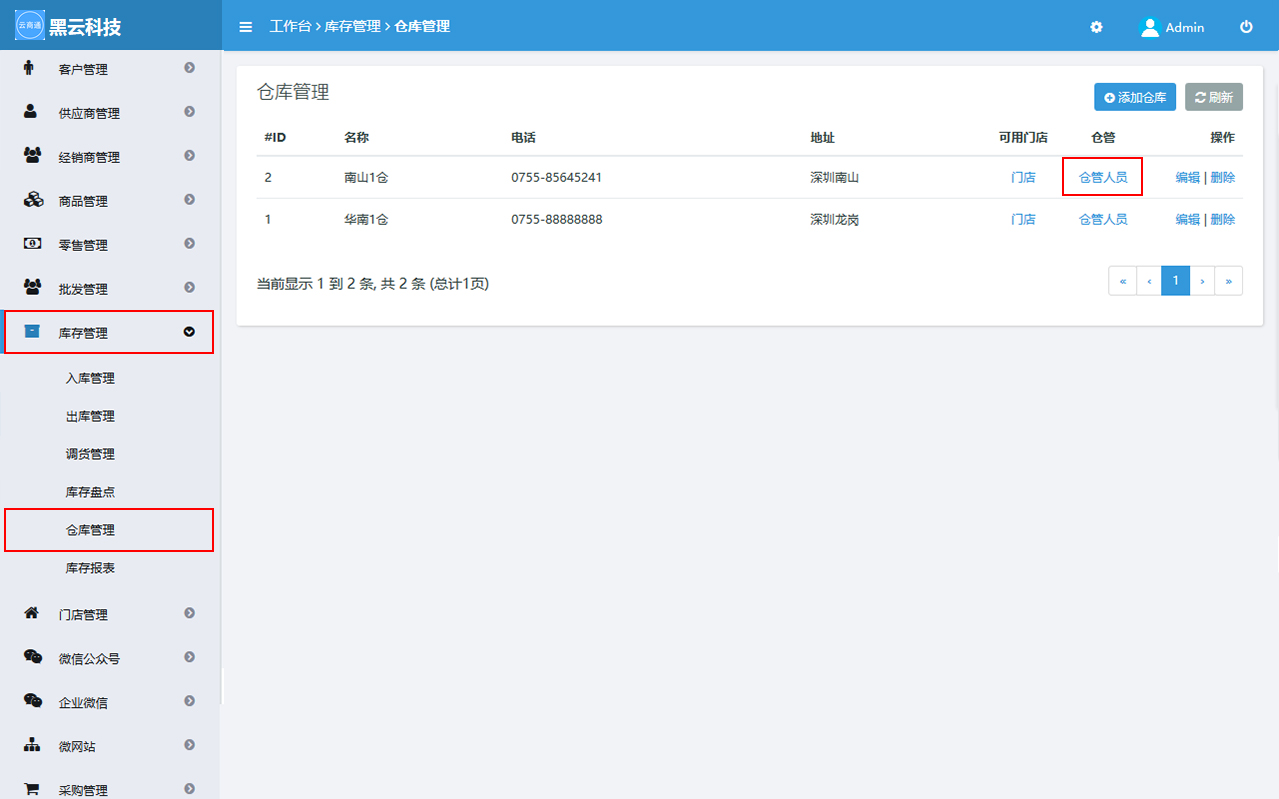 云商通 黑云科技
工作台 › 库存管理 › 仓库管理
Admin
客户管理
供应商管理
经销商管理
商品管理
零售管理
批发管理
库存管理
入库管理
出库管理
调货管理
库存盘点
仓库管理
库存报表
门店管理
微信公众号
企业微信
微网站
采购管理
仓库管理
添加仓库 刷新
#ID 名称 电话 地址 可用门店 仓管 操作
2 南山1仓 0755-85645241 深圳南山 门店 仓管人员 编辑 | 删除
1 华南1仓 0755-88888888 深圳龙岗 门店 仓管人员 编辑 | 删除
当前显示 1 到 2 条, 共 2 条 (总计1页)
« ‹ 1 › »